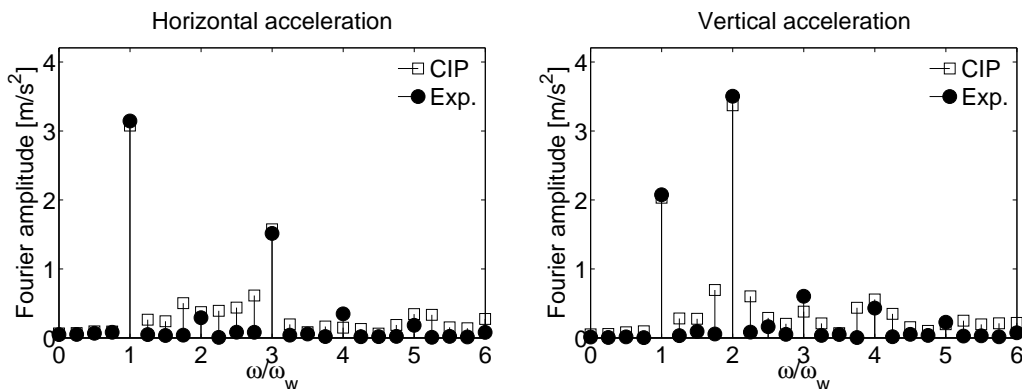 Horizontal acceleration
Fourier amplitude [m/s²]
4
3
2
1
0
CIP
Exp.
0 1 2 3 4 5 6
ω/ω_w
Vertical acceleration
Fourier amplitude [m/s²]
4
3
2
1
0
CIP
Exp.
0 1 2 3 4 5 6
ω/ω_w